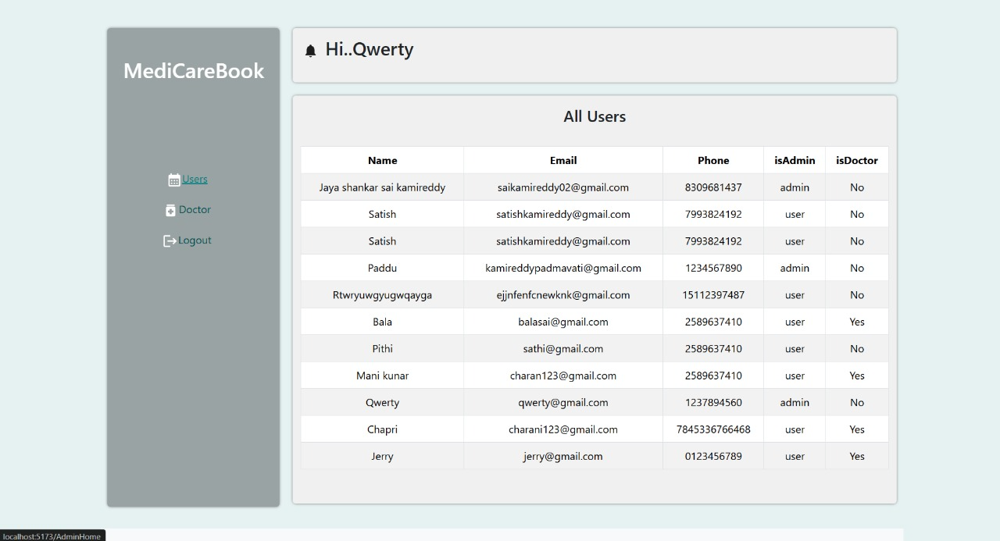 MediCareBook
Users
Doctor
Logout
Hi..Qwerty
All Users
Name Email Phone isAdmin isDoctor
Jaya shankar sai kamireddy saikamireddy02@gmail.com 8309681437 admin No
Satish satishkamireddy@gmail.com 7993824192 user No
Satish satishkamireddy@gmail.com 7993824192 user No
Paddu kamireddypadmavati@gmail.com 1234567890 admin No
Rtwryuwgyugwqayga ejjnfenfcnewknk@gmail.com 15112397487 user No
Bala balasai@gmail.com 2589637410 user Yes
Pithi sathi@gmail.com 2589637410 user No
Mani kunar charan123@gmail.com 2589637410 user Yes
Qwerty qwerty@gmail.com 1237894560 admin No
Chapri charani123@gmail.com 7845336766468 user Yes
Jerry jerry@gmail.com 0123456789 user Yes
localhost:5173/AdminHome